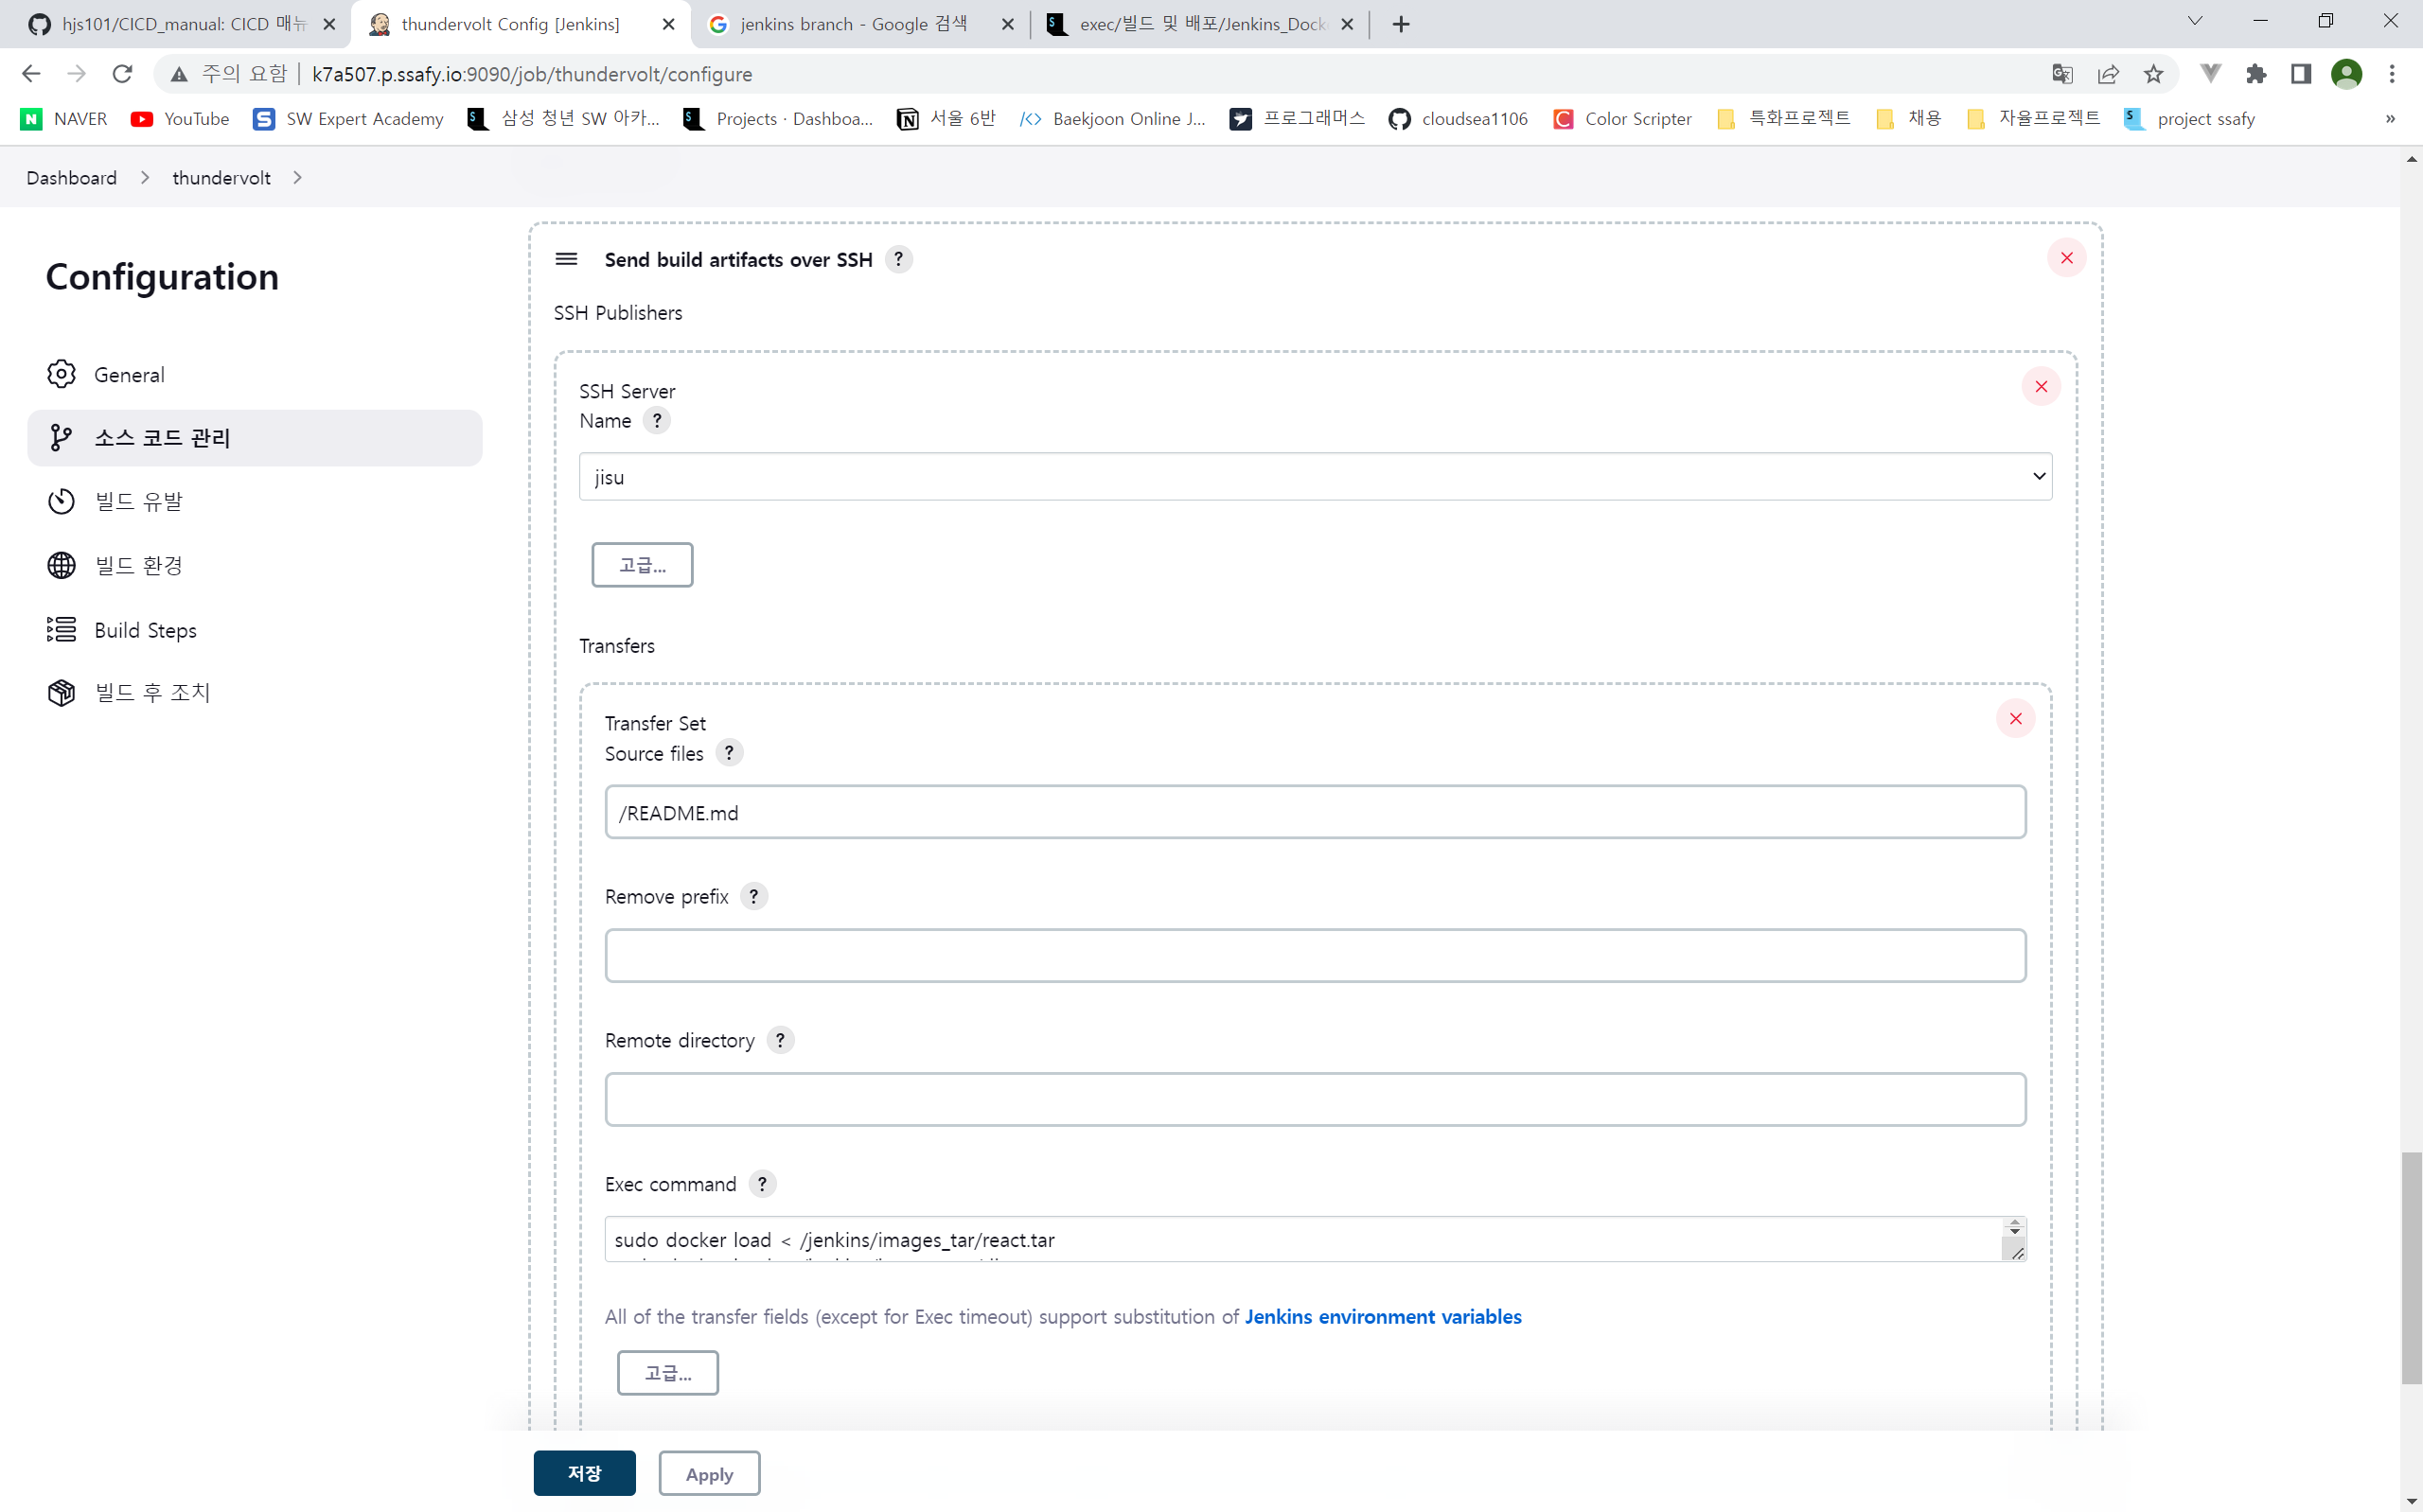 hjs101/CICD_manual: CICD 매뉴
thundervolt Config [Jenkins]
jenkins branch - Google 검색
exec/빌드 및 배포/Jenkins_Docke
주의 요함
k7a507.p.ssafy.io:9090/job/thundervolt/configure
NAVER
YouTube
SW Expert Academy
삼성 청년 SW 아카...
Projects · Dashboa...
서울 6반
Baekjoon Online J...
프로그래머스
cloudsea1106
Color Scripter
특화프로젝트
채용
자율프로젝트
project ssafy
»
Dashboard
thundervolt
Configuration
General
소스 코드 관리
빌드 유발
빌드 환경
Build Steps
빌드 후 조치
Send build artifacts over SSH ?
SSH Publishers
SSH Server
Name ?
jisu
고급...
Transfers
Transfer Set
Source files ?
/README.md
Remove prefix ?
Remote directory ?
Exec command ?
sudo docker load < /jenkins/images_tar/react.tar
All of the transfer fields (except for Exec timeout) support substitution of Jenkins environment variables
고급...
저장
Apply